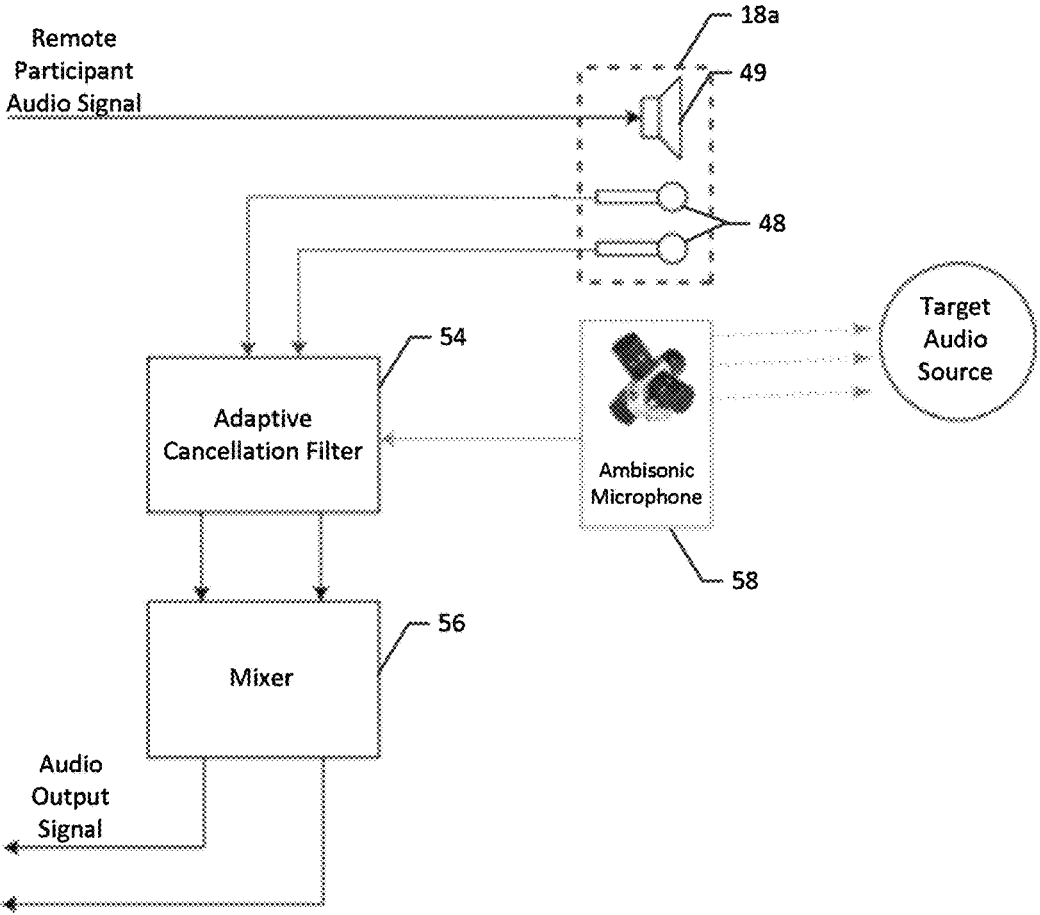 18a
Remote
Participant
Audio Signal
49
48
Target
Audio
Source
54
Adaptive
Cancellation Filter
Ambisonic
Microphone
58
56
Mixer
Audio
Output
Signal